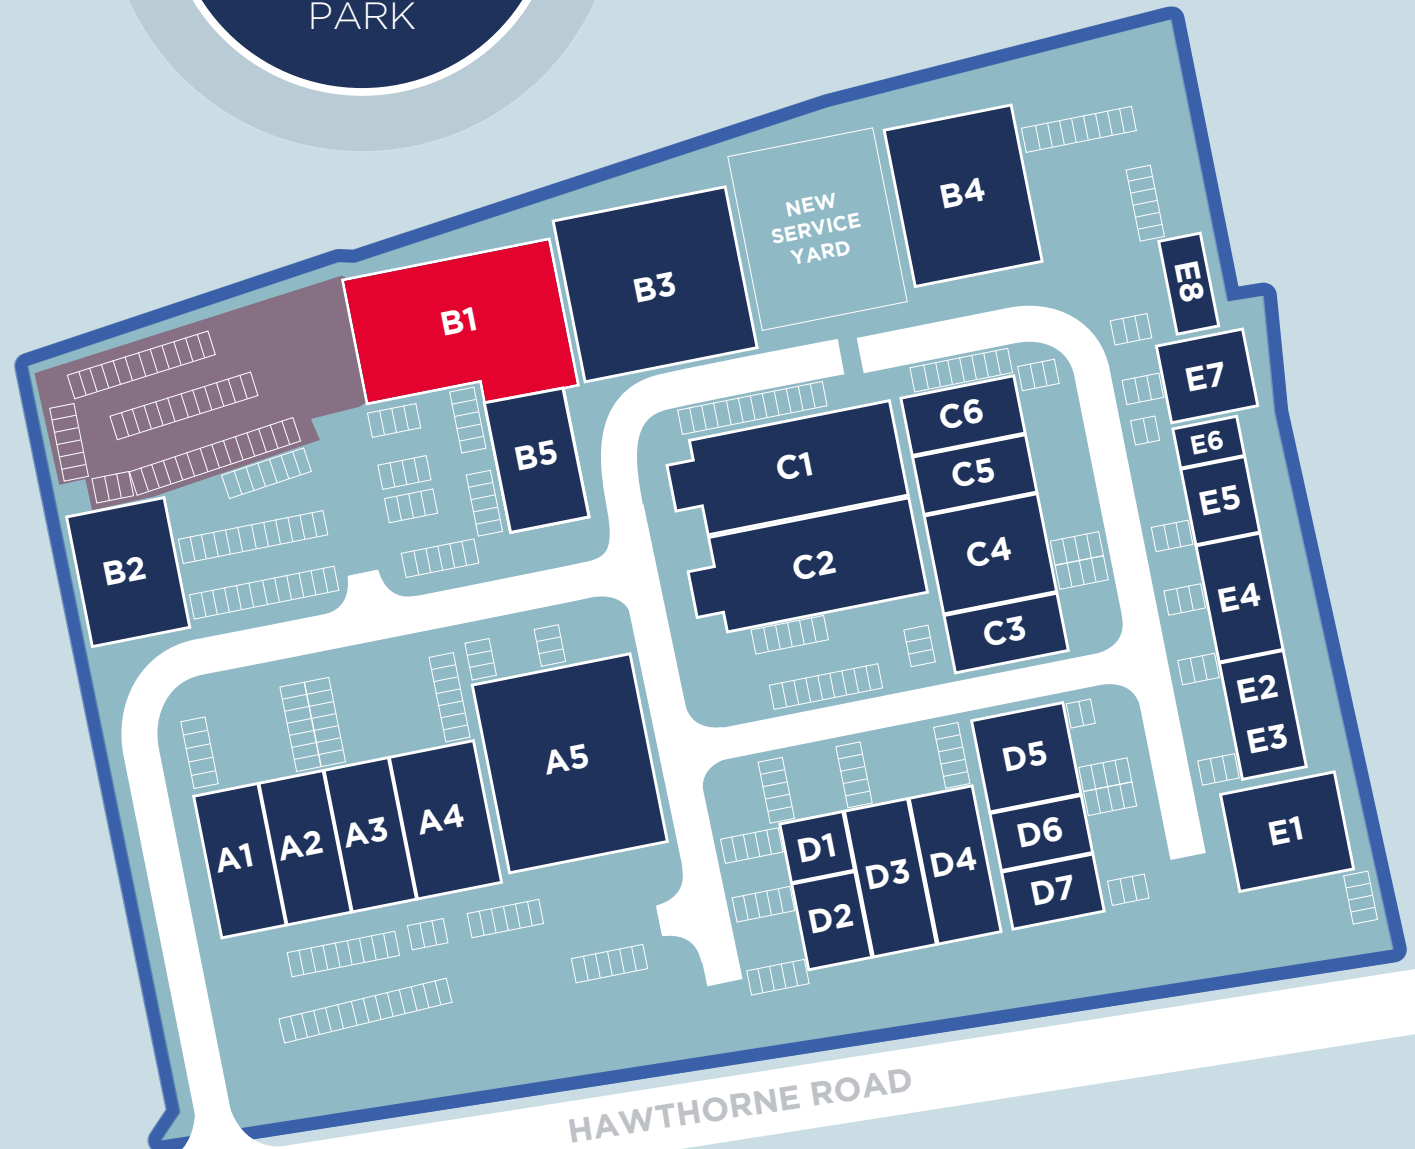 PARK
B4
NEW
SERVICE
YARD
B3
E8
B1
E7
C6
E6
B5
C1
C5
E5
B2
C2
C4
E4
C3
E2
E3
A5
D5
E1
A1
A2
A3
A4
D1
D3
D4
D6
D2
D7
HAWTHORNE ROAD